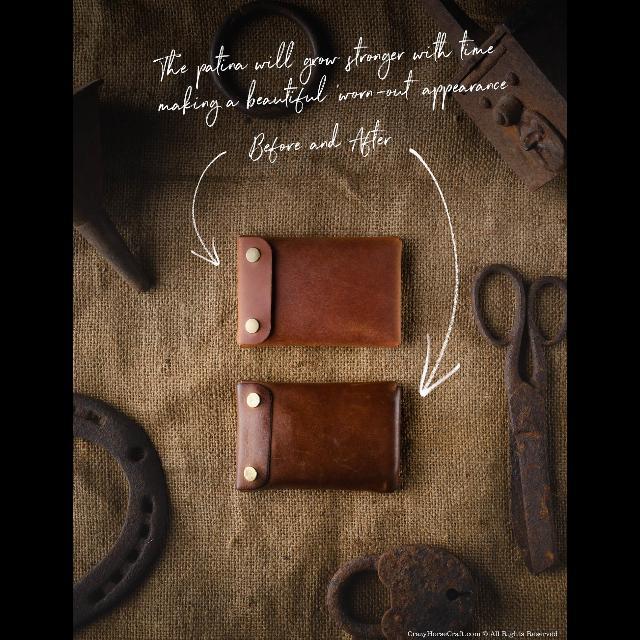 The patina will grow stronger with time
making a beautiful worn-out appearance
Before and After
CrazyHorseCraft.com © All Rights Reserved